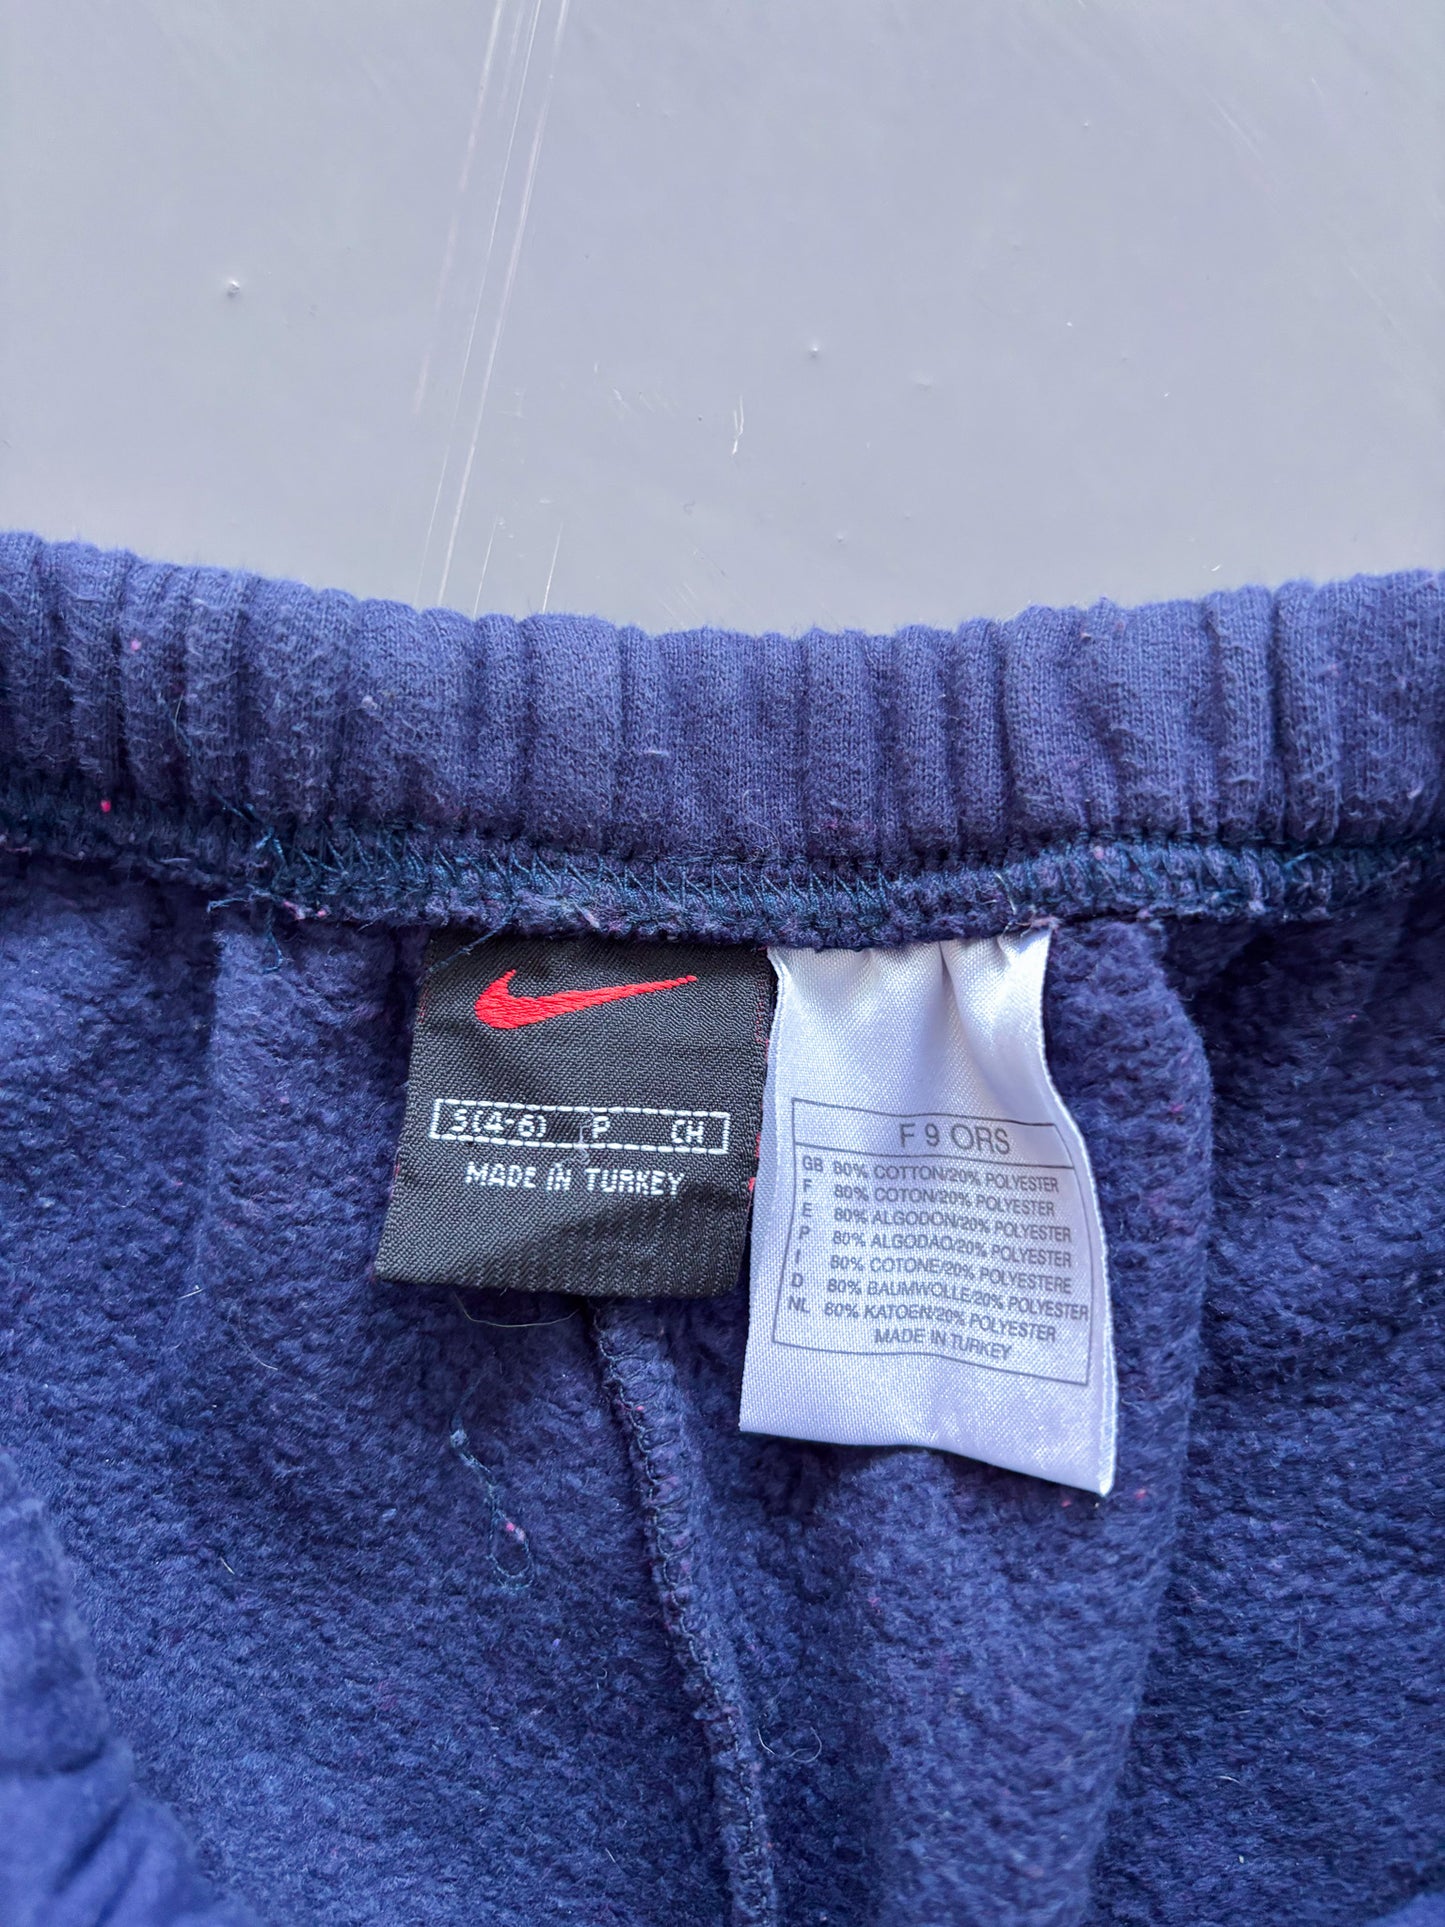 S(4-6) P CH
MADE IN TURKEY
F 9 ORS
GB 80% COTTON/20% POLYESTER
F 80% COTON/20% POLYESTER
E 80% ALGODON/20% POLYESTER
P 80% ALGODAO/20% POLYESTER
I 80% COTONE/20% POLYESTERE
D 80% BAUMWOLLE/20% POLYESTER
NL 80% KATOEN/20% POLYESTER
MADE IN TURKEY